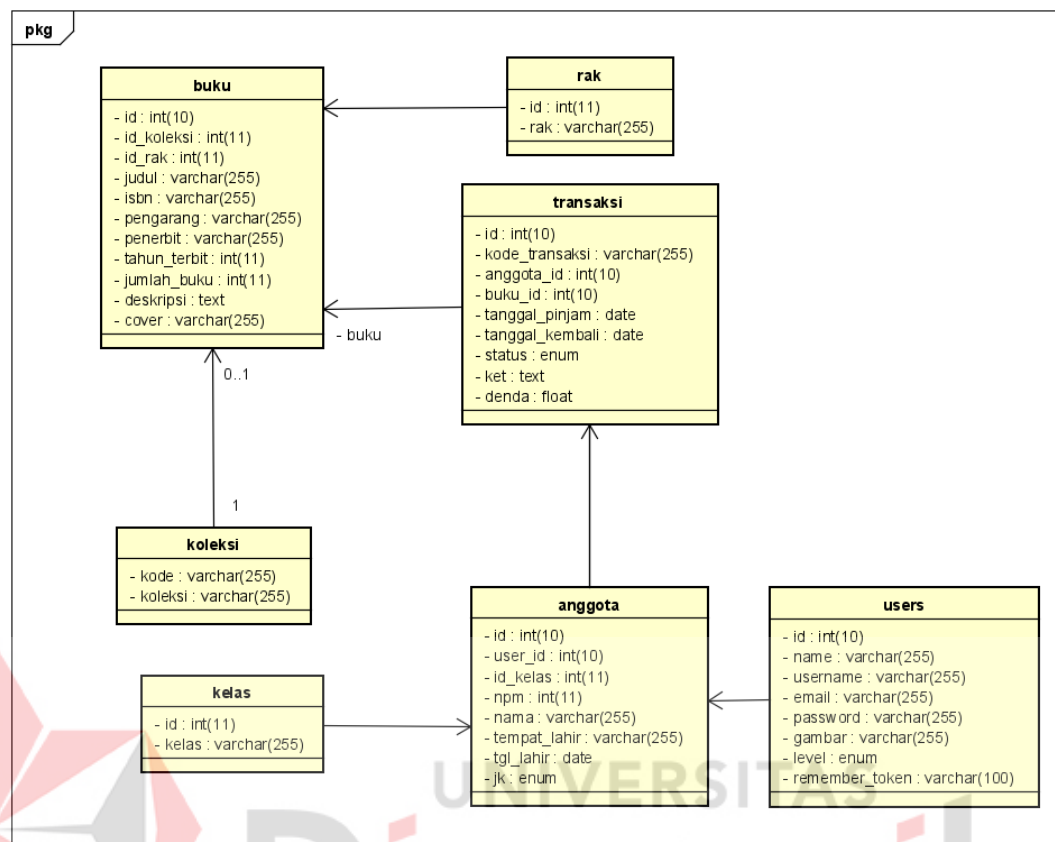 pkg
buku
- id : int(10)
- id_koleksi : int(11)
- id_rak : int(11)
- judul : varchar(255)
- isbn : varchar(255)
- pengarang : varchar(255)
- penerbit : varchar(255)
- tahun_terbit : int(11)
- jumlah_buku : int(11)
- deskripsi : text
- cover : varchar(255)
rak
- id : int(11)
- rak : varchar(255)
transaksi
- id : int(10)
- kode_transaksi : varchar(255)
- anggota_id : int(10)
- buku_id : int(10)
- tanggal_pinjam : date
- tanggal_kembali : date
- status : enum
- ket : text
- denda : float
- buku
0..1
1
koleksi
- kode : varchar(255)
- koleksi : varchar(255)
kelas
- id : int(11)
- kelas : varchar(255)
anggota
- id : int(10)
- user_id : int(10)
- id_kelas : int(11)
- npm : int(11)
- nama : varchar(255)
- tempat_lahir : varchar(255)
- tgl_lahir : date
- jk : enum
users
- id : int(10)
- name : varchar(255)
- username : varchar(255)
- email : varchar(255)
- password : varchar(255)
- gambar : varchar(255)
- level : enum
- remember_token : varchar(100)
UNIVERSITAS